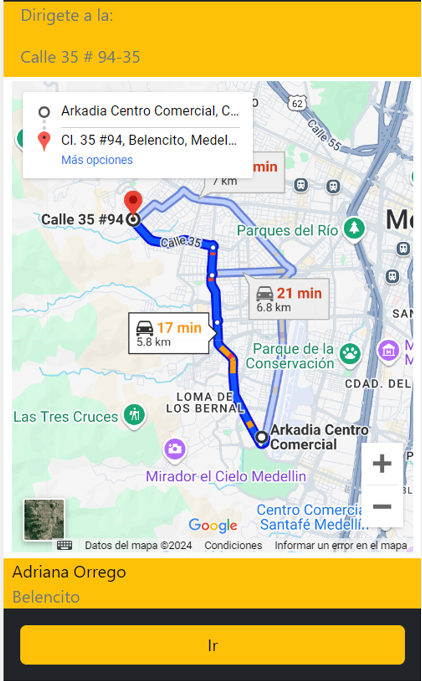 Dirigete a la:
Calle 35 # 94-35
Arkadia Centro Comercial, C...
Cl. 35 #94, Belencito, Medel...
Más opciones
62
Calle 55
min
7 km
Calle 35 #94
Calle 35
Parques del Río
Me
21 min
6.8 km
SAN
17 min
5.8 km
Parque de la
Conservación
M
CDAD. DEL
LOMA DE
LOS BERNAL
Las Tres Cruces
Arkadia Centro
Comercial
Mirador el Cielo Medellin
+
−
Google
Centro Comercia
Santafé Medellín
Datos del mapa ©2024 Condiciones Informar un error en el mapa
Adriana Orrego
Belencito
Ir